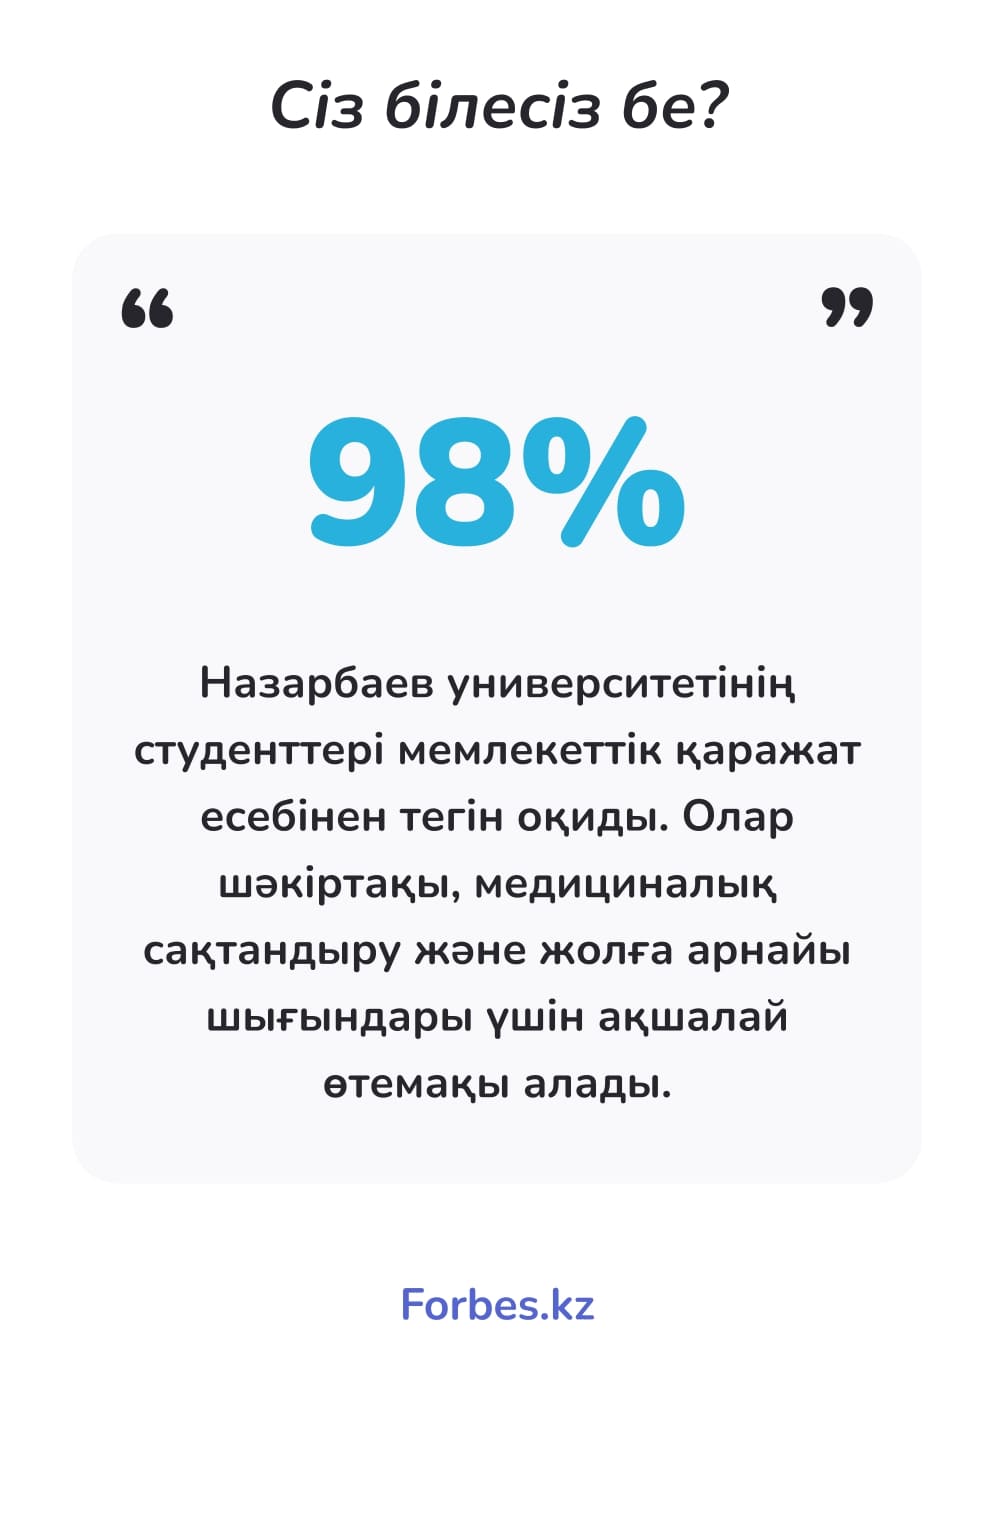 Сіз білесіз бе?
“ ”
98%
Назарбаев университетінің
студенттері мемлекеттік қаражат
есебінен тегін оқиды. Олар
шәкіртақы, медициналық
сақтандыру және жолға арнайы
шығындары үшін ақшалай
өтемақы алады.
Forbes.kz